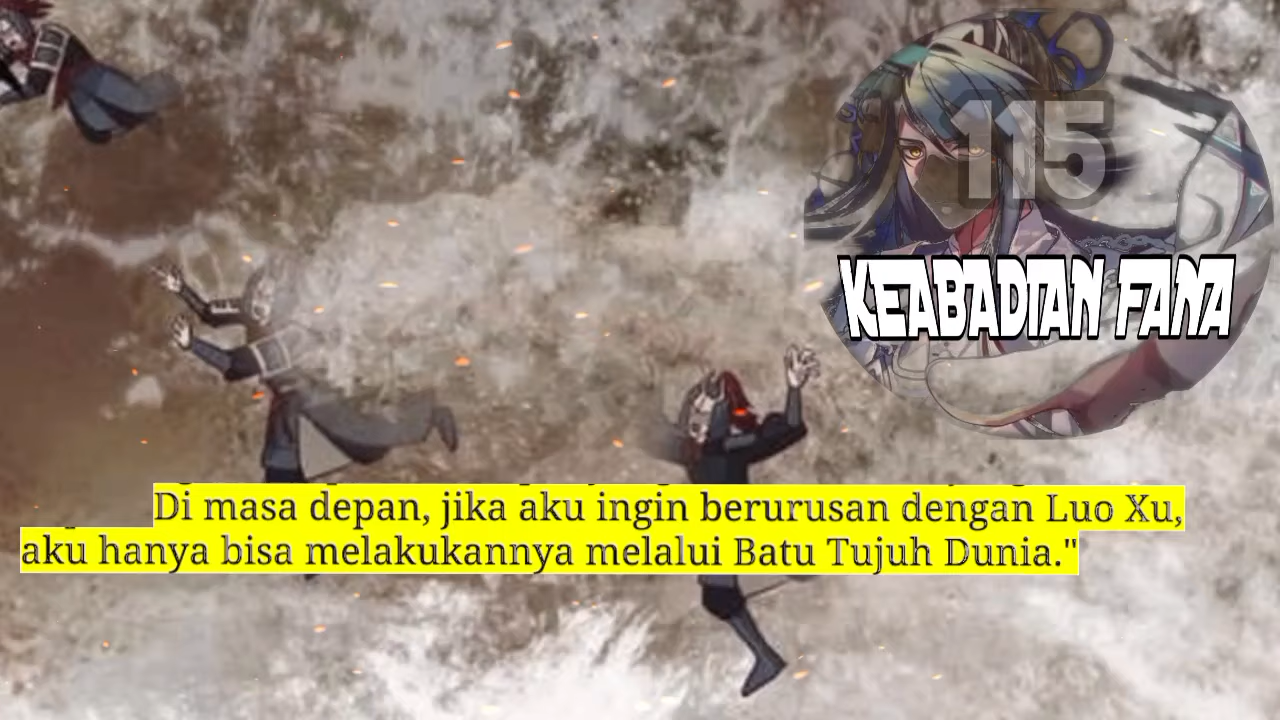 115
KEABADIAN FANA
Di masa depan, jika aku ingin berurusan dengan Luo Xu,
aku hanya bisa melakukannya melalui Batu Tujuh Dunia."